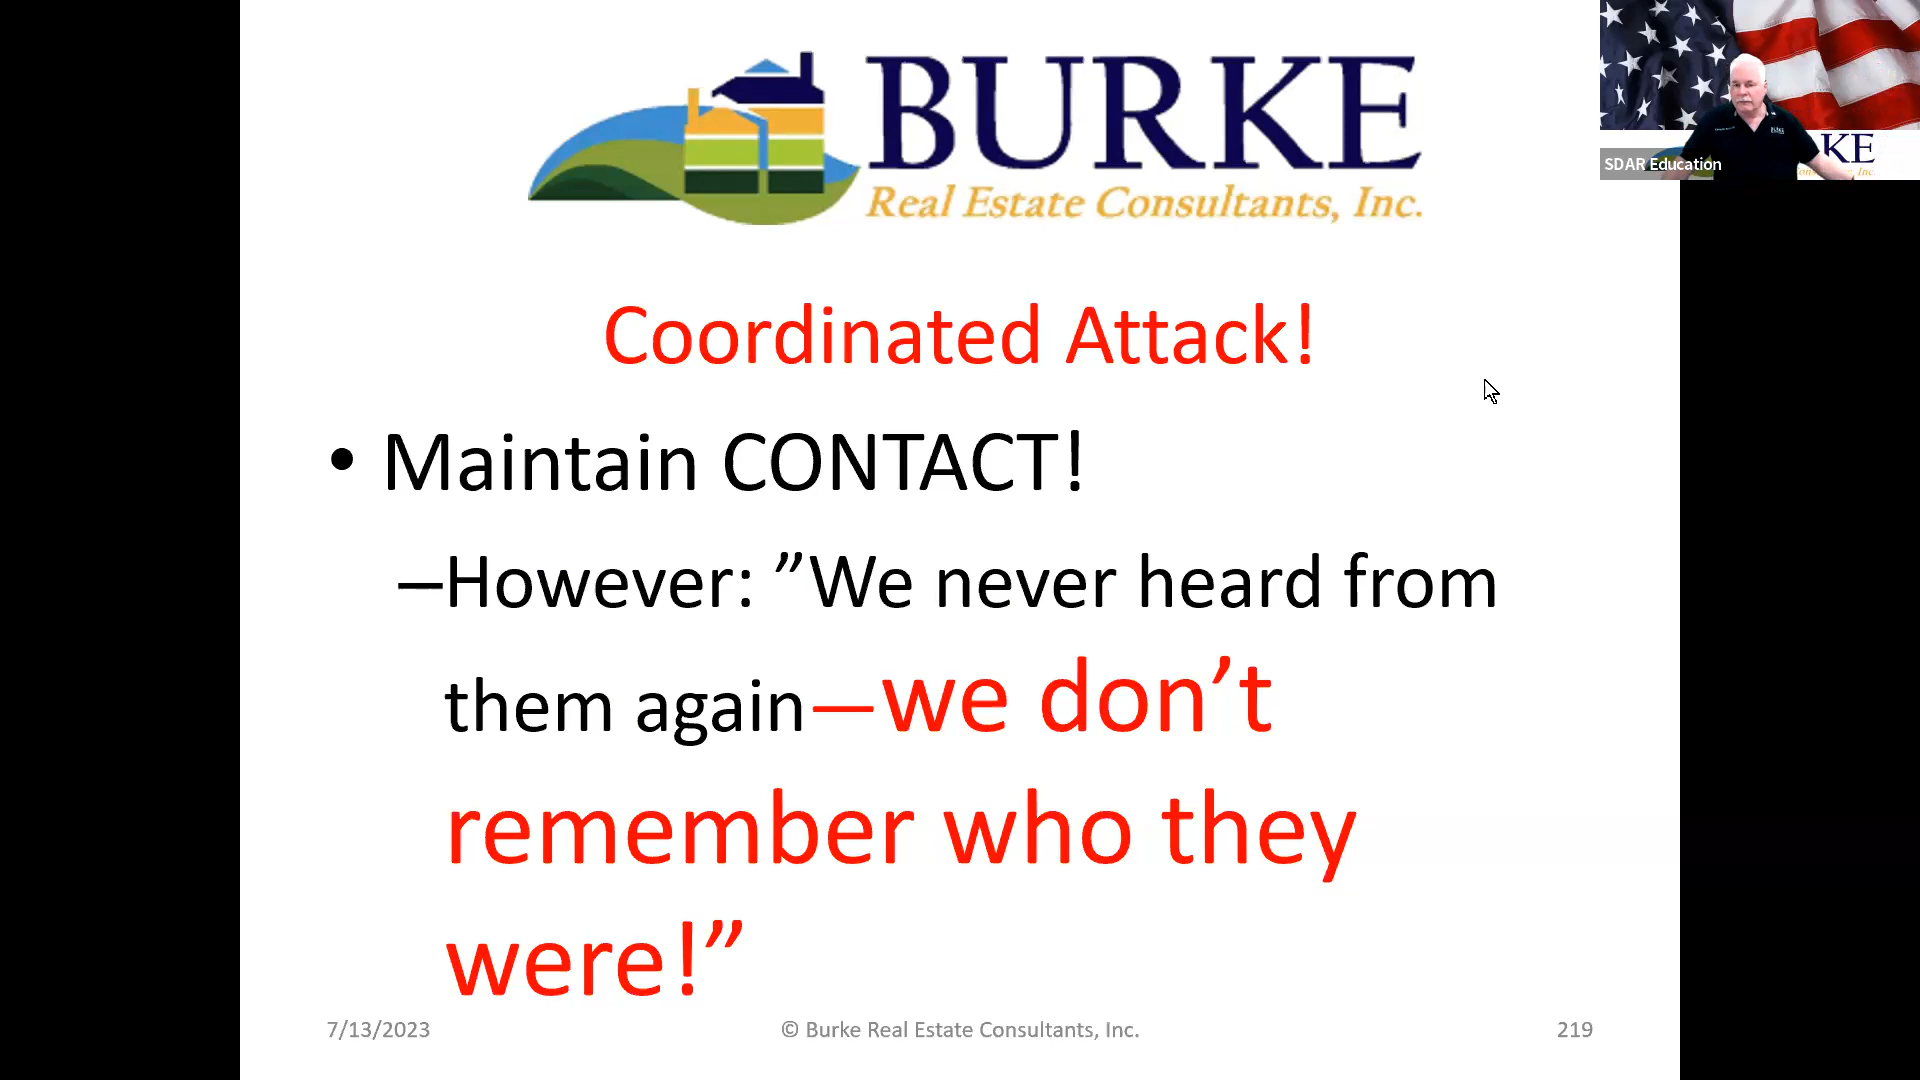 BURKE
Real Estate Consultants, Inc.
KE
SDAR Education
Coordinated Attack!
• Maintain CONTACT!
–However: ”We never heard from
them again—we don’t
remember who they
were!”
7/13/2023
© Burke Real Estate Consultants, Inc.
219